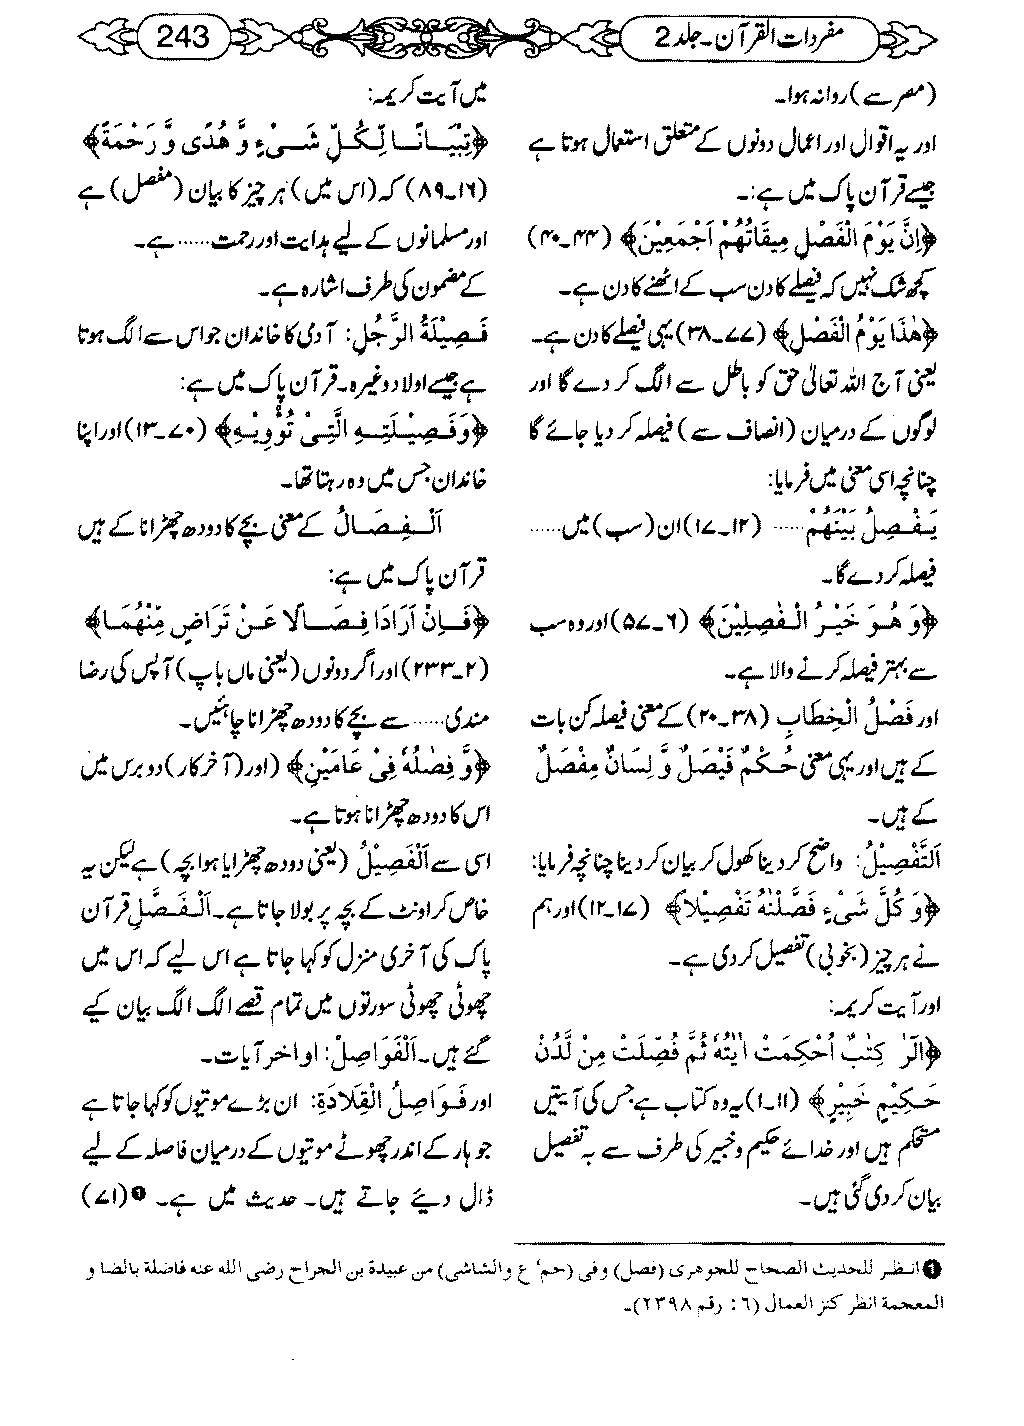 مفردات القرآن۔جلد 2
243
(مصر سے) روانہ ہوا۔
اور یہ اقوال اور اعمال دونوں کے متعلق استعمال ہوتا ہے
جیسے قرآن پاک میں ہے:۔
﴿اِنَّ يَوْمَ الْفَصْلِ مِيقَاتُهُمْ اَجْمَعِيْنَ﴾ (۴۴۔۴۰)
کچھ شک نہیں کہ فیصلے کا دن سب کے اٹھنے کا دن ہے۔
﴿هٰذَا يَوْمُ الْفَصْلِ﴾ (۷۷۔۳۸) یہی فیصلے کا دن ہے۔
یعنی آج اللہ تعالیٰ حق کو باطل سے الگ کر دے گا اور
لوگوں کے درمیان (انصاف سے) فیصلہ کر دیا جائے گا
چنانچہ اسی معنی میں فرمایا:
يَفْصِلُ بَيْنَهُمْ ...... (۱۲۔۱۷) ان (سب) میں ......
فیصلہ کر دے گا۔
﴿وَ هُوَ خَيْرُ الْفٰصِلِيْنَ﴾ (۶۔۵۷) اور وہ سب
سے بہتر فیصلہ کرنے والا ہے۔
اور فَصْلُ الْخِطَابِ (۳۸۔۲۰) کے معنی فیصلہ کن بات
کے ہیں اور یہی معنی حُكْمٌ فَيْصَلٌ وَّ لِسَانٌ مِفْصَلٌ
کے ہیں۔
اَلتَّفْصِيْلُ: واضح کر دینا کھول کر بیان کر دینا چنانچہ فرمایا:
﴿وَ كُلَّ شَىْءٍ فَصَّلْنٰهُ تَفْصِيْلًا﴾ (۱۷۔۱۲) اور ہم
نے ہر چیز (بخوبی) تفصیل کر دی ہے۔
اور آیت کریمہ:
﴿الٓرٰ كِتٰبٌ اُحْكِمَتْ اٰيٰتُهٗ ثُمَّ فُصِّلَتْ مِنْ لَّدُنْ
حَكِيْمٍ خَبِيْرٍ﴾ (۱۱۔۱) یہ وہ کتاب ہے جس کی آیتیں
مستحکم ہیں اور خدائے حکیم و خبیر کی طرف سے بہ تفصیل
بیان کر دی گئی ہیں۔
میں آیت کریمہ:
﴿تِبْيَانًا لِّكُلِّ شَىْءٍ وَّ هُدًى وَّ رَحْمَةً﴾
(۱۶۔۸۹) کہ (اس میں) ہر چیز کا بیان (مفصل) ہے
اور مسلمانوں کے لیے ہدایت اور رحمت ...... ہے۔
کے مضمون کی طرف اشارہ ہے۔
فَصِيْلَةُ الرَّجُلِ: آدمی کا خاندان جو اس سے الگ ہوتا
ہے جیسے اولاد وغیرہ۔ قرآن پاک میں ہے:
﴿وَفَصِيْلَتِهِ الَّتِىْ تُؤْوِيْهِ﴾ (۷۰۔۱۳) اور اپنا
خاندان جس میں وہ رہتا تھا۔
اَلْفِصَالُ کے معنی بچے کا دودھ چھڑانا کے ہیں
قرآن پاک میں ہے:
﴿فَاِنْ اَرَادَا فِصَالًا عَنْ تَرَاضٍ مِّنْهُمَا﴾
(۲۔۲۳۳) اور اگر دونوں (یعنی ماں باپ) آپس کی رضا
مندی ...... سے بچے کا دودھ چھڑانا چاہیں۔
﴿وَّ فِصٰلُهٗ فِىْ عَامَيْنِ﴾ (اور (آخر کار) دو برس میں
اس کا دودھ چھڑانا ہوتا ہے۔
اسی سے اَلْفَصِيْلُ (یعنی دودھ چھڑایا ہوا بچہ) ہے لیکن یہ
خاص کر اونٹ کے بچہ پر بولا جاتا ہے۔ اَلْفَصَّلِ قرآن
پاک کی آخری منزل کو کہا جاتا ہے اس لیے کہ اس میں
چھوٹی چھوٹی سورتوں میں تمام قصے الگ الگ بیان کیے
گئے ہیں۔ اَلْفَوَاصِلُ: اواخر آیات۔
اور فَوَاصِلُ الْقِلَادَةِ: ان بڑے موتیوں کو کہا جاتا ہے
جو ہار کے اندر چھوٹے موتیوں کے درمیان فاصلہ کے لیے
ڈال دیئے جاتے ہیں۔ حدیث میں ہے۔ ❶ (۷۱)
❶ انظر للحديث الصحاح للجوهرى (فصل) وفى (حم' ع والشاشى) من عبيدة بن الجراح رضى الله عنه فاضلة بالضا و
المعجمة انظر كنز العمال (۶: رقم ۲۳۹۸)۔